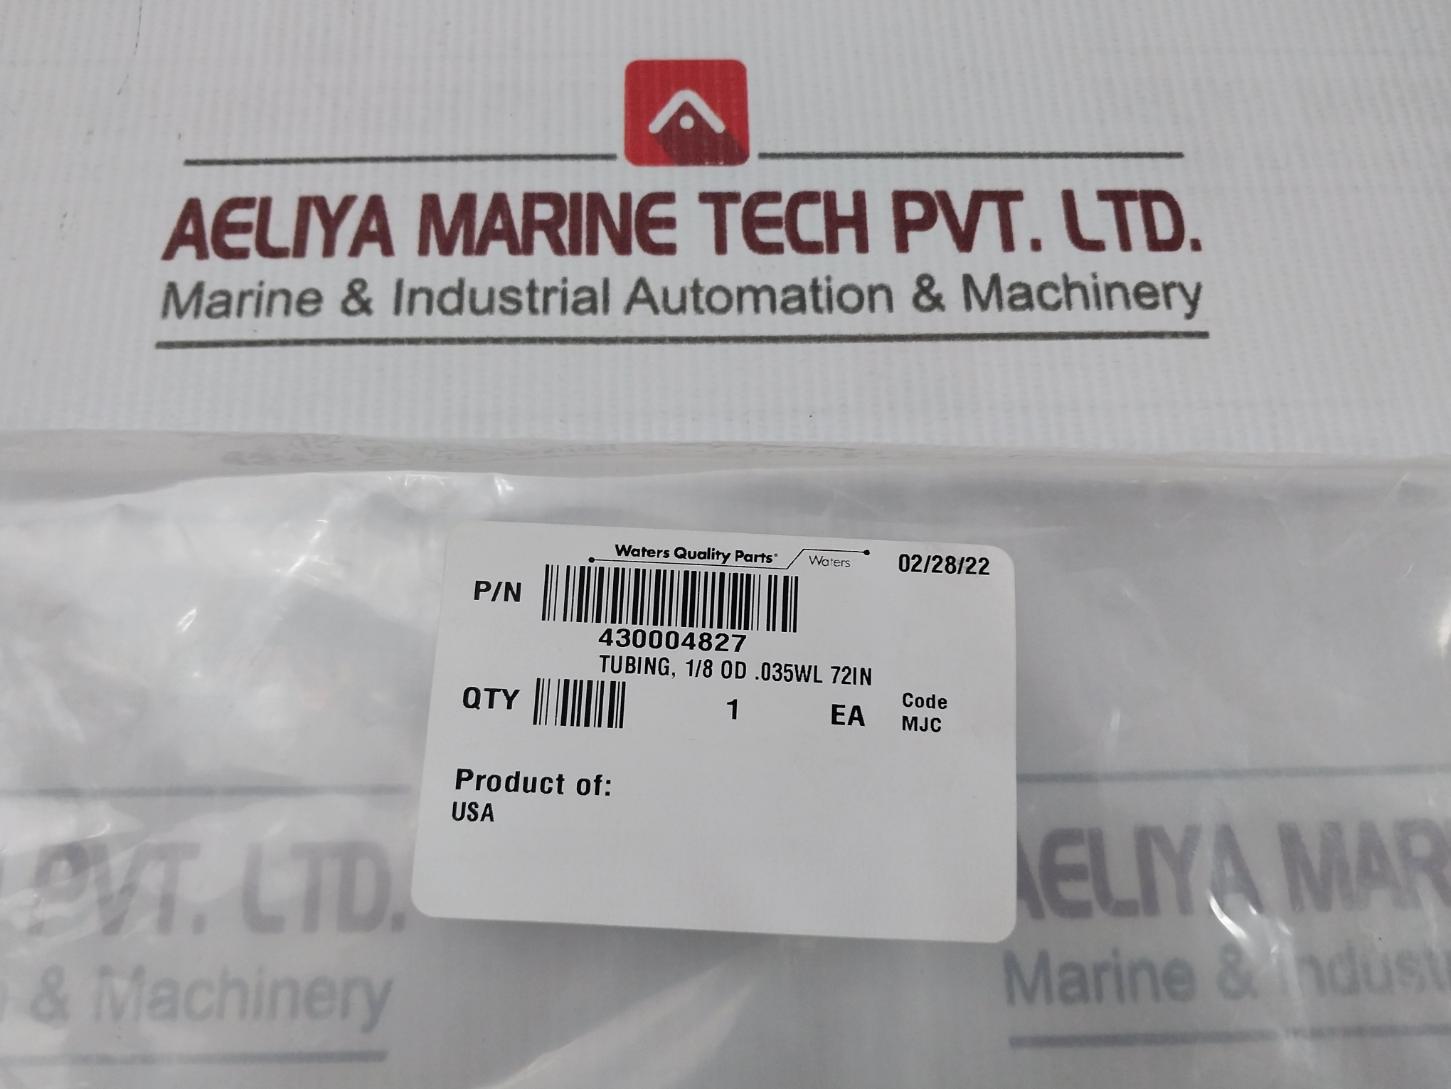 AELIYA MARINE TECH PVT. LTD.
Marine & Industrial Automation & Machinery
Waters Quality Parts
Waters
02/28/22
P/N
430004827
TUBING, 1/8 OD .035WL 72IN
QTY 1 EA
Code
MJC
Product of:
USA
PVT. LTD.
& Machinery
AELIYA MAR
Marine & Indust